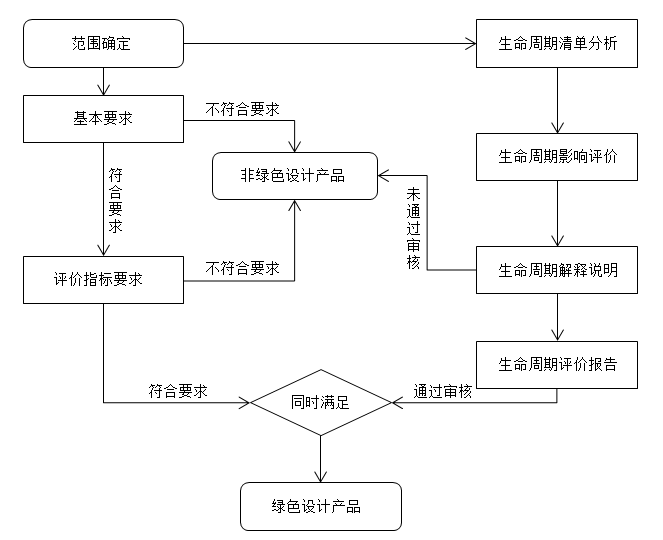 范围确定
生命周期清单分析
基本要求
不符合要求
生命周期影响评价
非绿色设计产品
符合要求
未通过审核
评价指标要求
不符合要求
生命周期解释说明
生命周期评价报告
符合要求
同时满足
通过审核
绿色设计产品